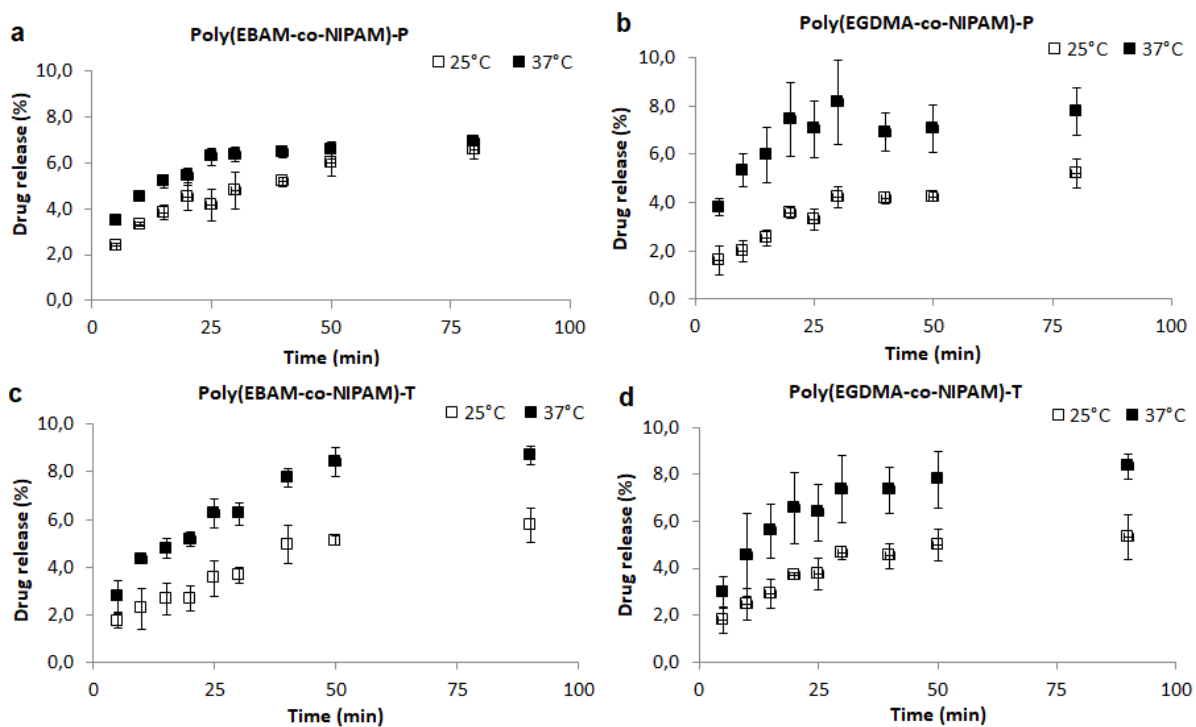 a
Poly(EBAM-co-NIPAM)-P
25°C 37°C
Drug release (%)
10,0
8,0
6,0
4,0
2,0
0,0
0 25 50 75 100
Time (min)
b
Poly(EGDMA-co-NIPAM)-P
25°C 37°C
Drug release (%)
10,0
8,0
6,0
4,0
2,0
0,0
0 25 50 75 100
Time (min)
c
Poly(EBAM-co-NIPAM)-T
25°C 37°C
Drug release (%)
10,0
8,0
6,0
4,0
2,0
0,0
0 25 50 75 100
Time (min)
d
Poly(EGDMA-co-NIPAM)-T
25°C 37°C
Drug release (%)
10,0
8,0
6,0
4,0
2,0
0,0
0 25 50 75 100
Time (min)